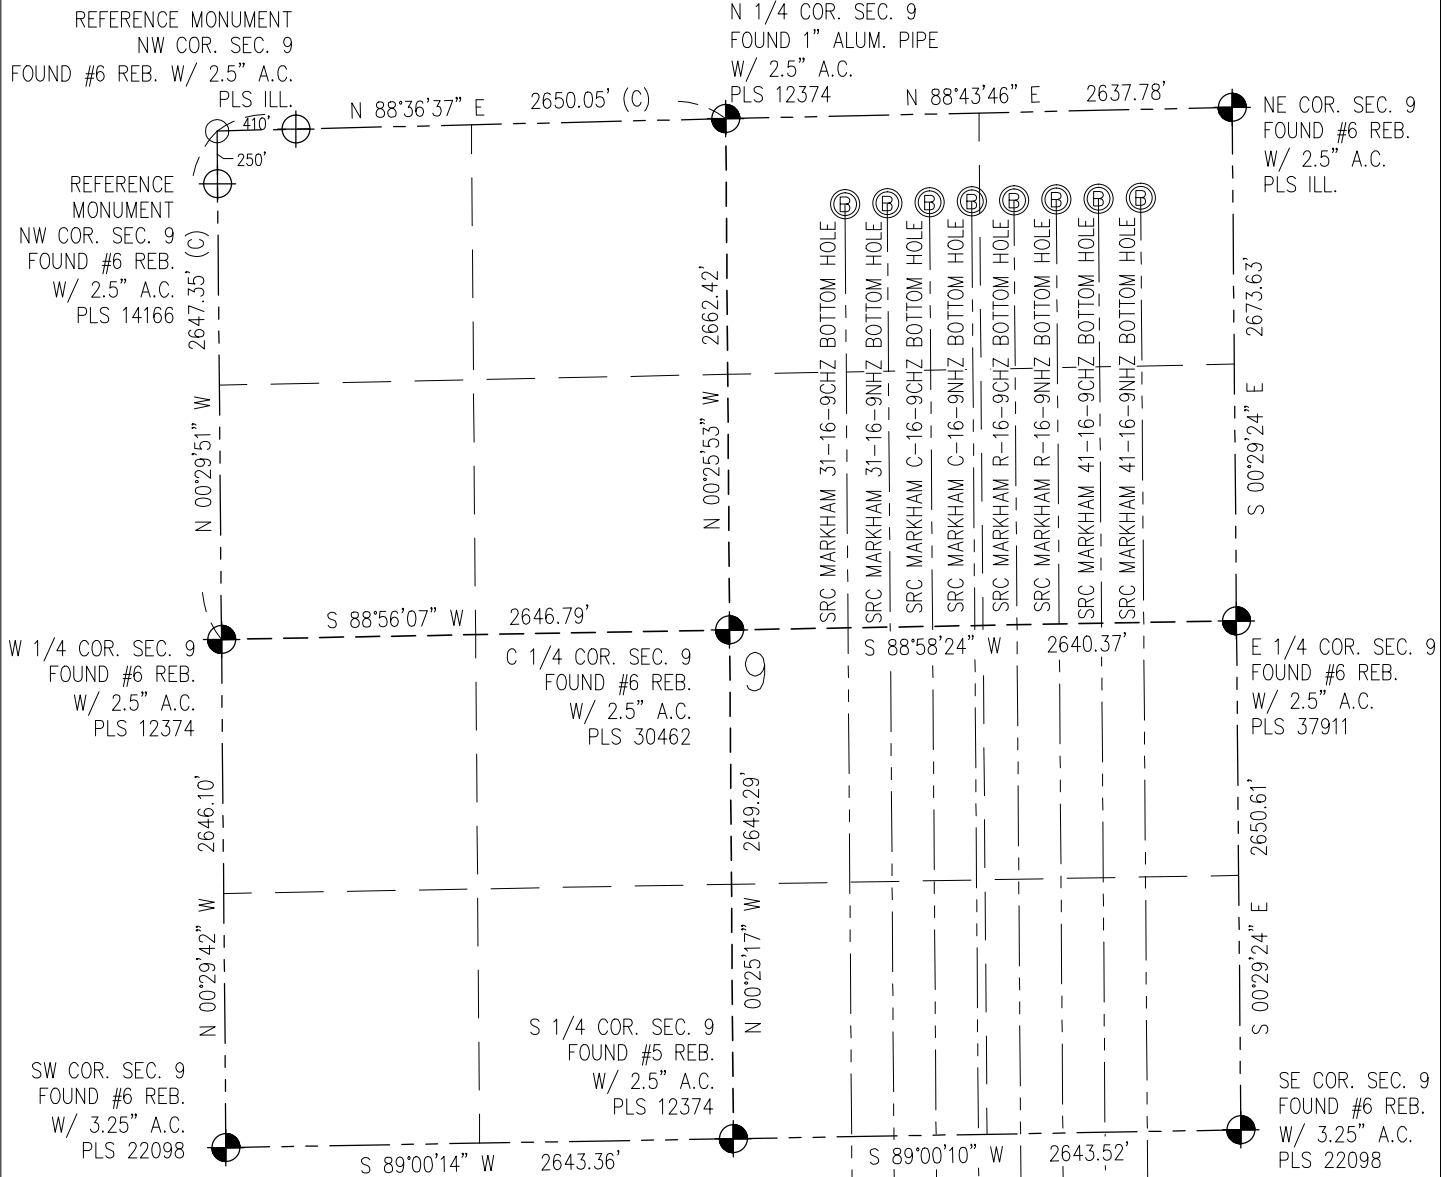 REFERENCE MONUMENT
NW COR. SEC. 9
FOUND #6 REB. W/ 2.5" A.C.
PLS ILL.
N 88°36'37" E 2650.05' (C)
N 1/4 COR. SEC. 9
FOUND 1" ALUM. PIPE
W/ 2.5" A.C.
PLS 12374
N 88°43'46" E 2637.78'
NE COR. SEC. 9
FOUND #6 REB.
W/ 2.5" A.C.
PLS ILL.
410'
250'
REFERENCE
MONUMENT
NW COR. SEC. 9
FOUND #6 REB.
W/ 2.5" A.C.
PLS 14166
N 00°29'51" W 2647.35' (C)
N 00°25'53" W 2662.42'
B B B B B B B B
SRC MARKHAM 31-16-9CHZ BOTTOM HOLE
SRC MARKHAM 31-16-9NHZ BOTTOM HOLE
SRC MARKHAM C-16-9CHZ BOTTOM HOLE
SRC MARKHAM C-16-9NHZ BOTTOM HOLE
SRC MARKHAM R-16-9CHZ BOTTOM HOLE
SRC MARKHAM R-16-9NHZ BOTTOM HOLE
SRC MARKHAM 41-16-9CHZ BOTTOM HOLE
SRC MARKHAM 41-16-9NHZ BOTTOM HOLE
S 00°29'24" E 2673.63'
S 88°56'07" W 2646.79'
S 88°58'24" W 2640.37'
W 1/4 COR. SEC. 9
FOUND #6 REB.
W/ 2.5" A.C.
PLS 12374
C 1/4 COR. SEC. 9
FOUND #6 REB.
W/ 2.5" A.C.
PLS 30462
9
E 1/4 COR. SEC. 9
FOUND #6 REB.
W/ 2.5" A.C.
PLS 37911
N 00°29'42" W 2646.10'
N 00°25'17" W 2649.29'
S 00°29'24" E 2650.61'
SW COR. SEC. 9
FOUND #6 REB.
W/ 3.25" A.C.
PLS 22098
S 1/4 COR. SEC. 9
FOUND #5 REB.
W/ 2.5" A.C.
PLS 12374
SE COR. SEC. 9
FOUND #6 REB.
W/ 3.25" A.C.
PLS 22098
S 89°00'14" W 2643.36'
S 89°00'10" W 2643.52'